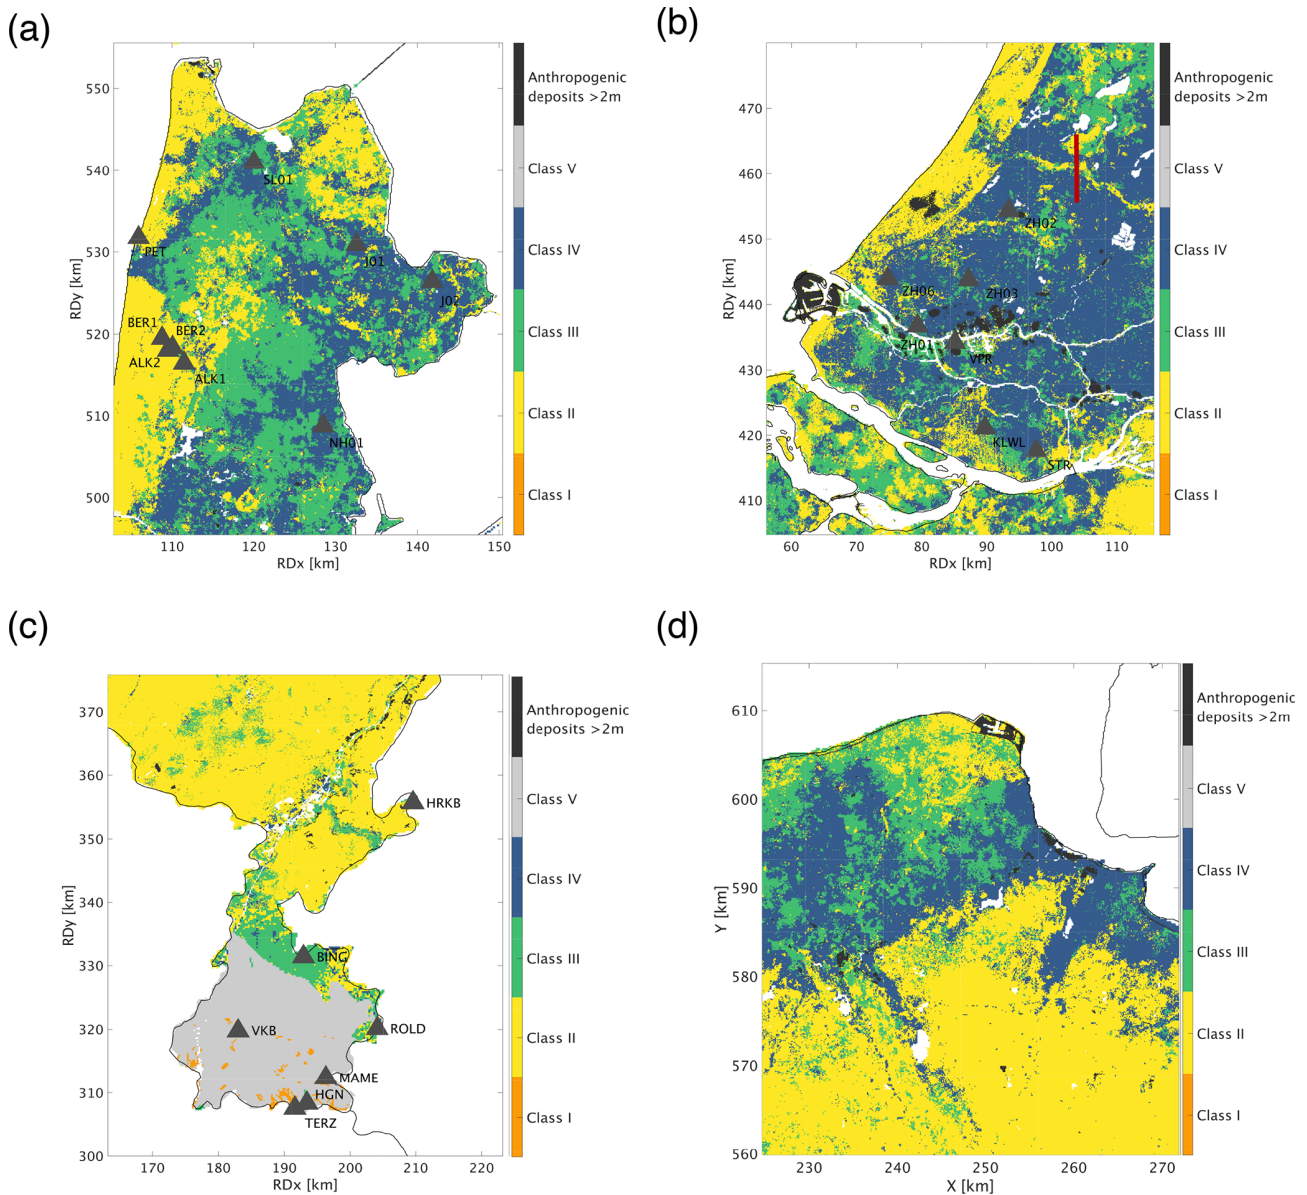 (a)
Anthropogenic
deposits >2m
Class V
Class IV
Class III
Class II
Class I
550
540
530
520
510
500
RDy [km]
110
120
130
140
150
RDx [km]
SL01
PET
J01
J02
BER1
BER2
ALK2
ALK1
NH01
(b)
Anthropogenic
deposits >2m
Class V
Class IV
Class III
Class II
Class I
470
460
450
440
430
420
410
RDy [km]
60
70
80
90
100
110
RDx [km]
ZH02
ZH06
ZH03
ZH01
VPR
KLWL
STR
(c)
Anthropogenic
deposits >2m
Class V
Class IV
Class III
Class II
Class I
370
360
350
340
330
320
310
300
RDy [km]
170
180
190
200
210
220
RDx [km]
HRKB
BING
VKB
ROLD
MAME
HGN
TERZ
(d)
Anthropogenic
deposits >2m
Class V
Class IV
Class III
Class II
Class I
610
600
590
580
570
560
Y [km]
230
240
250
260
270
X [km]